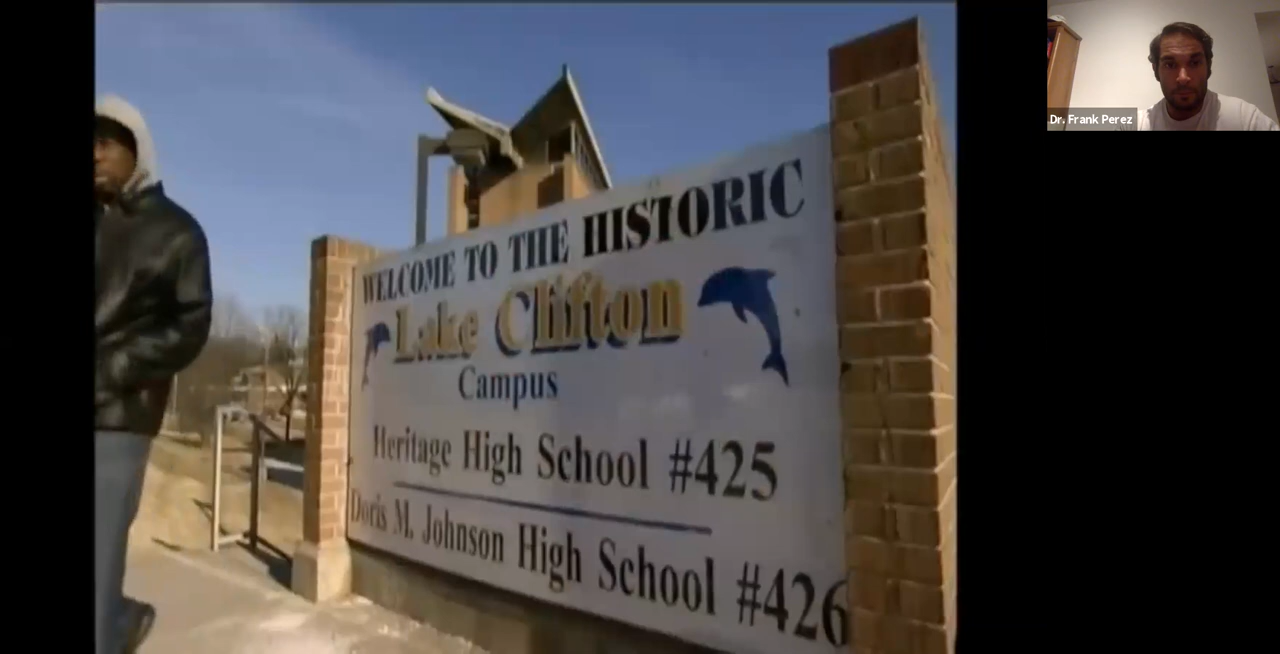 WELCOME TO THE HISTORIC
Lake Clifton
Campus
Heritage High School #425
Doris M. Johnson High School #426
Dr. Frank Perez